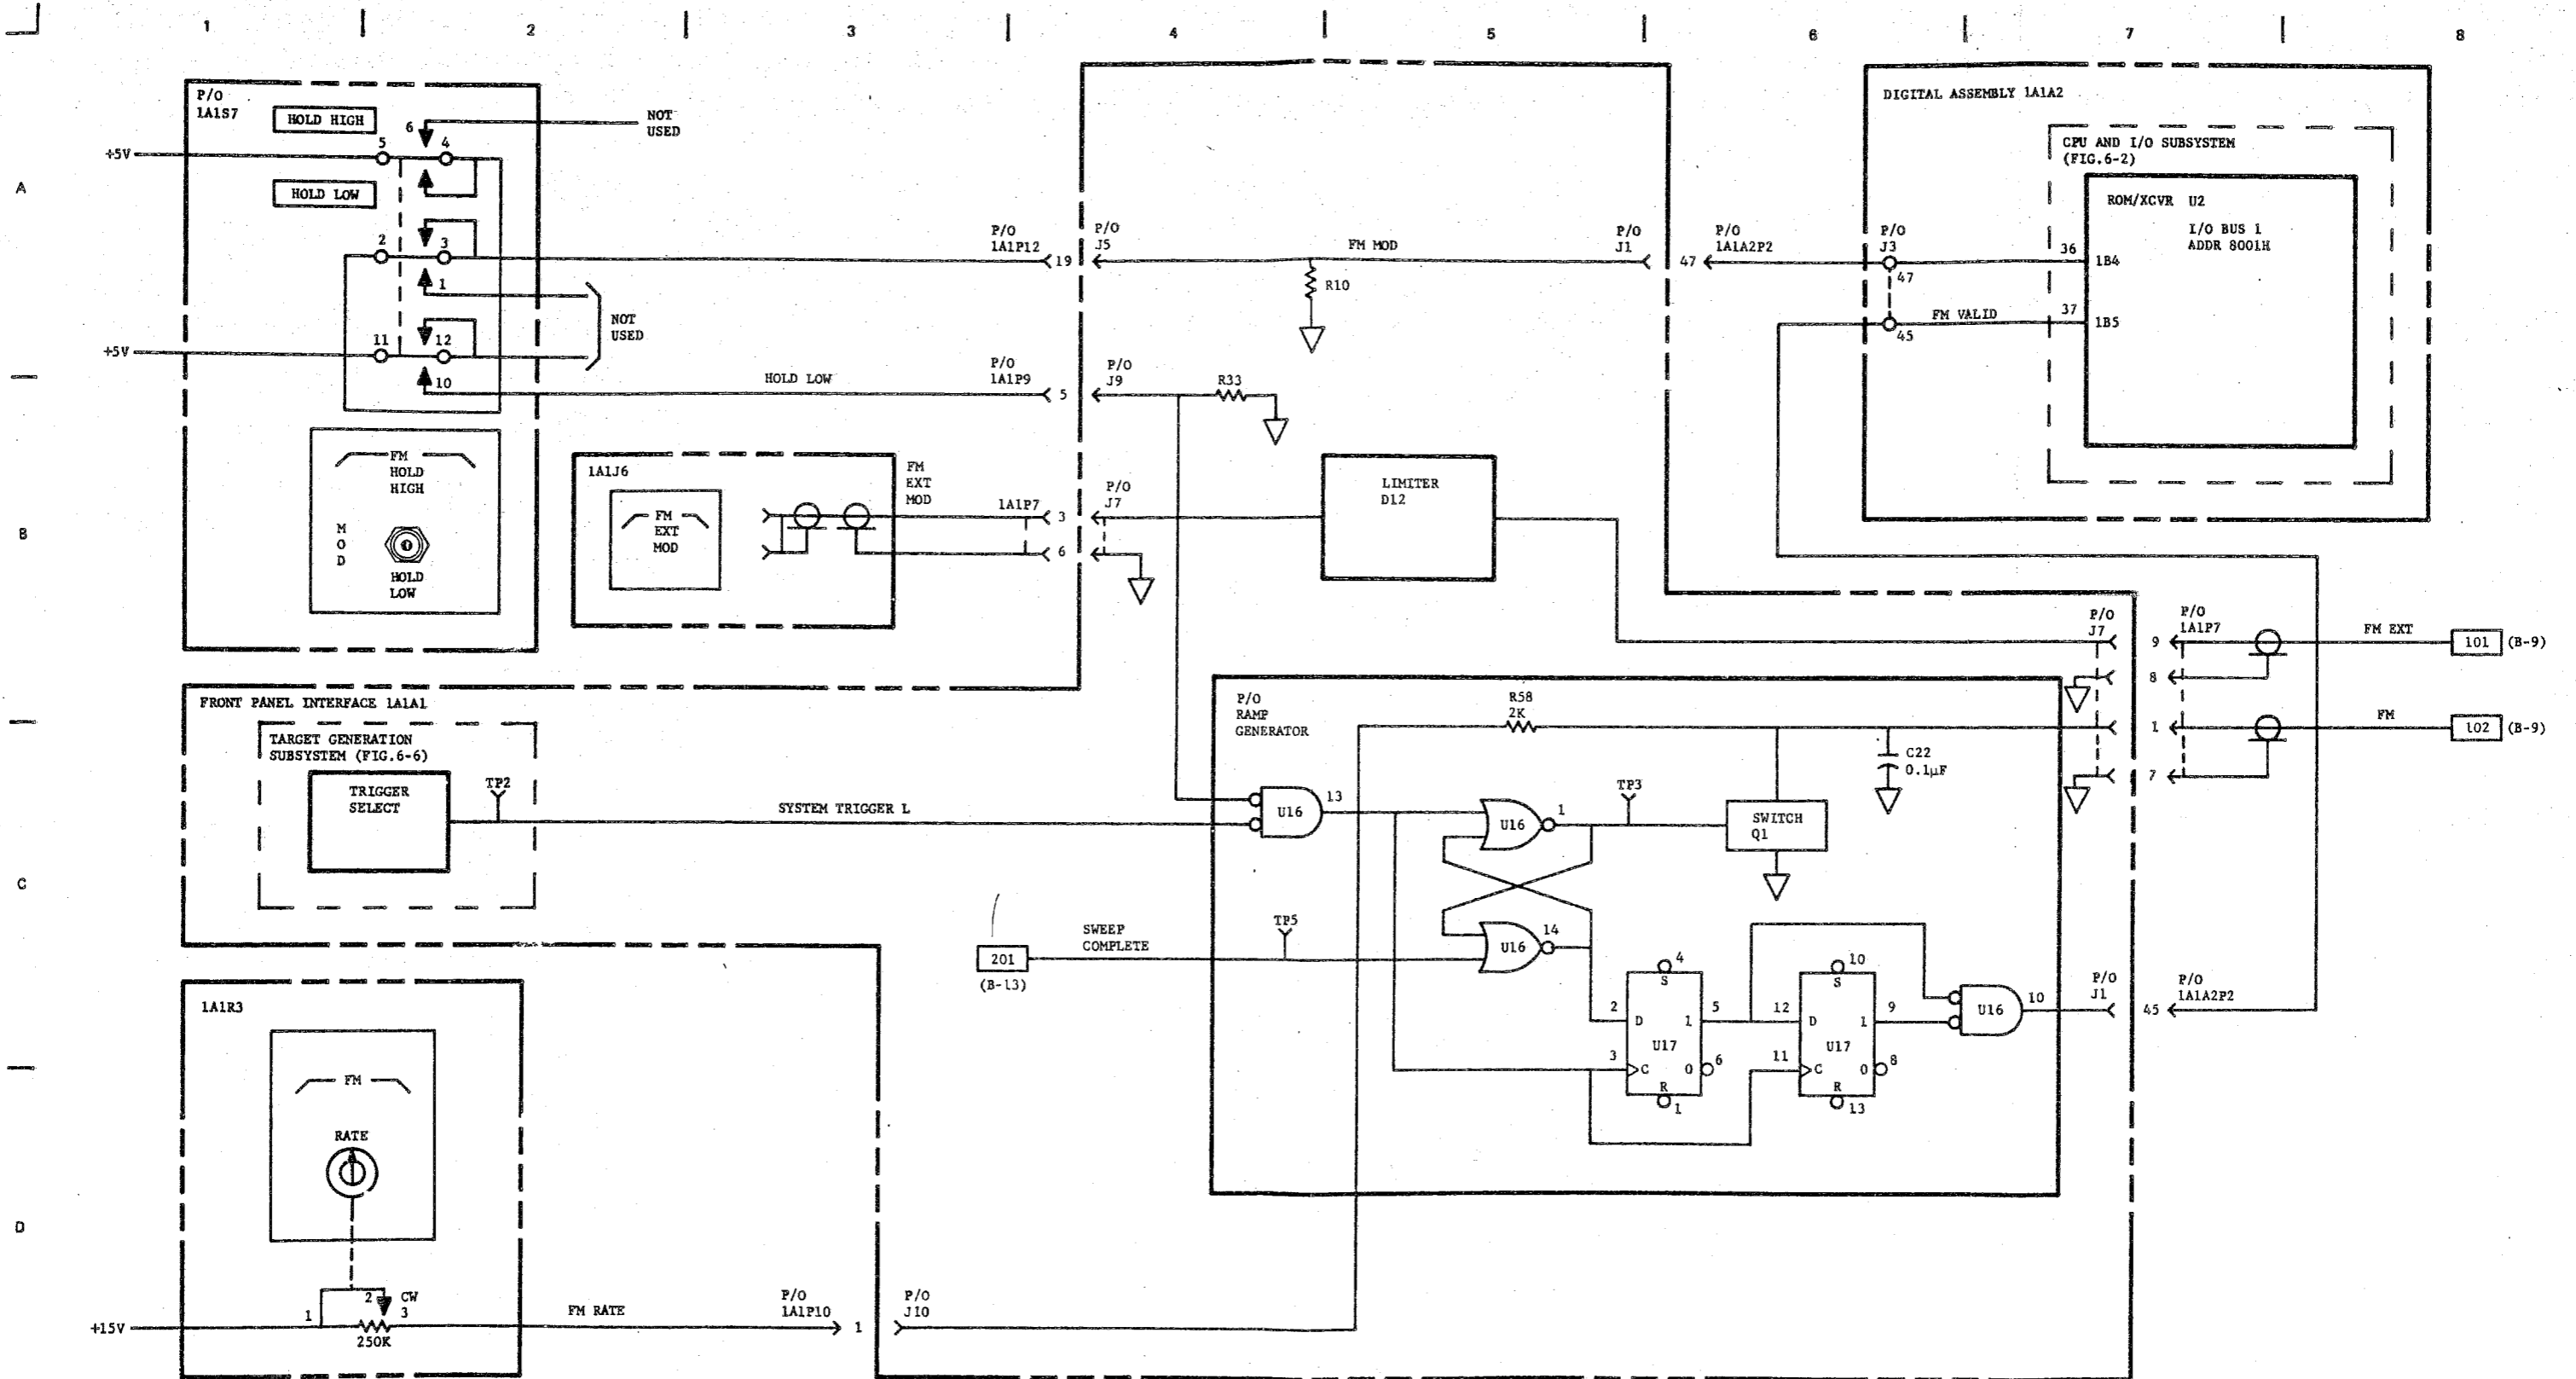 1 2 3 4 5 6 7 8
A
B
C
D
P/O
1A1S7
HOLD HIGH
HOLD LOW
+5V
5
6
4
NOT
USED
2
3
1
NOT
USED
+5V
11
12
10
HOLD LOW
FM
HOLD
HIGH
M
O
D
HOLD
LOW
P/O
1A1P12
19
P/O
J5
FM MOD
R10
P/O
J1
47
P/O
1A1A2P2
P/O
1A1P9
5
P/O
J9
R33
DIGITAL ASSEMBLY 1A1A2
CPU AND I/O SUBSYSTEM
(FIG.6-2)
ROM/XCVR U2
I/O BUS 1
ADDR 8001H
P/O
J3
47
36
1B4
45
FM VALID
37
1B5
1A1J6
FM
EXT
MOD
FM
EXT
MOD
1A1P7
3
6
P/O
J7
LIMITER
D12
P/O
J7
9
8
1
7
P/O
1A1P7
FM EXT
101 (B-9)
FM
102 (B-9)
FRONT PANEL INTERFACE 1A1A1
TARGET GENERATION
SUBSYSTEM (FIG.6-6)
TRIGGER
SELECT
TP2
SYSTEM TRIGGER L
P/O
RAMP
GENERATOR
R58
2K
C22
0.1µF
U16
13
U16
1
TP3
SWITCH
Q1
201
(B-13)
SWEEP
COMPLETE
TP5
U16
14
4
S
2
D
1
5
U17
3
C
0
6
R
1
10
S
12
D
1
9
U17
11
C
0
8
R
13
U16
10
P/O
J1
45
P/O
1A1A2P2
1A1R3
FM
RATE
+15V
1
2
CW
3
250K
FM RATE
P/O
1A1P10
1
P/O
J10